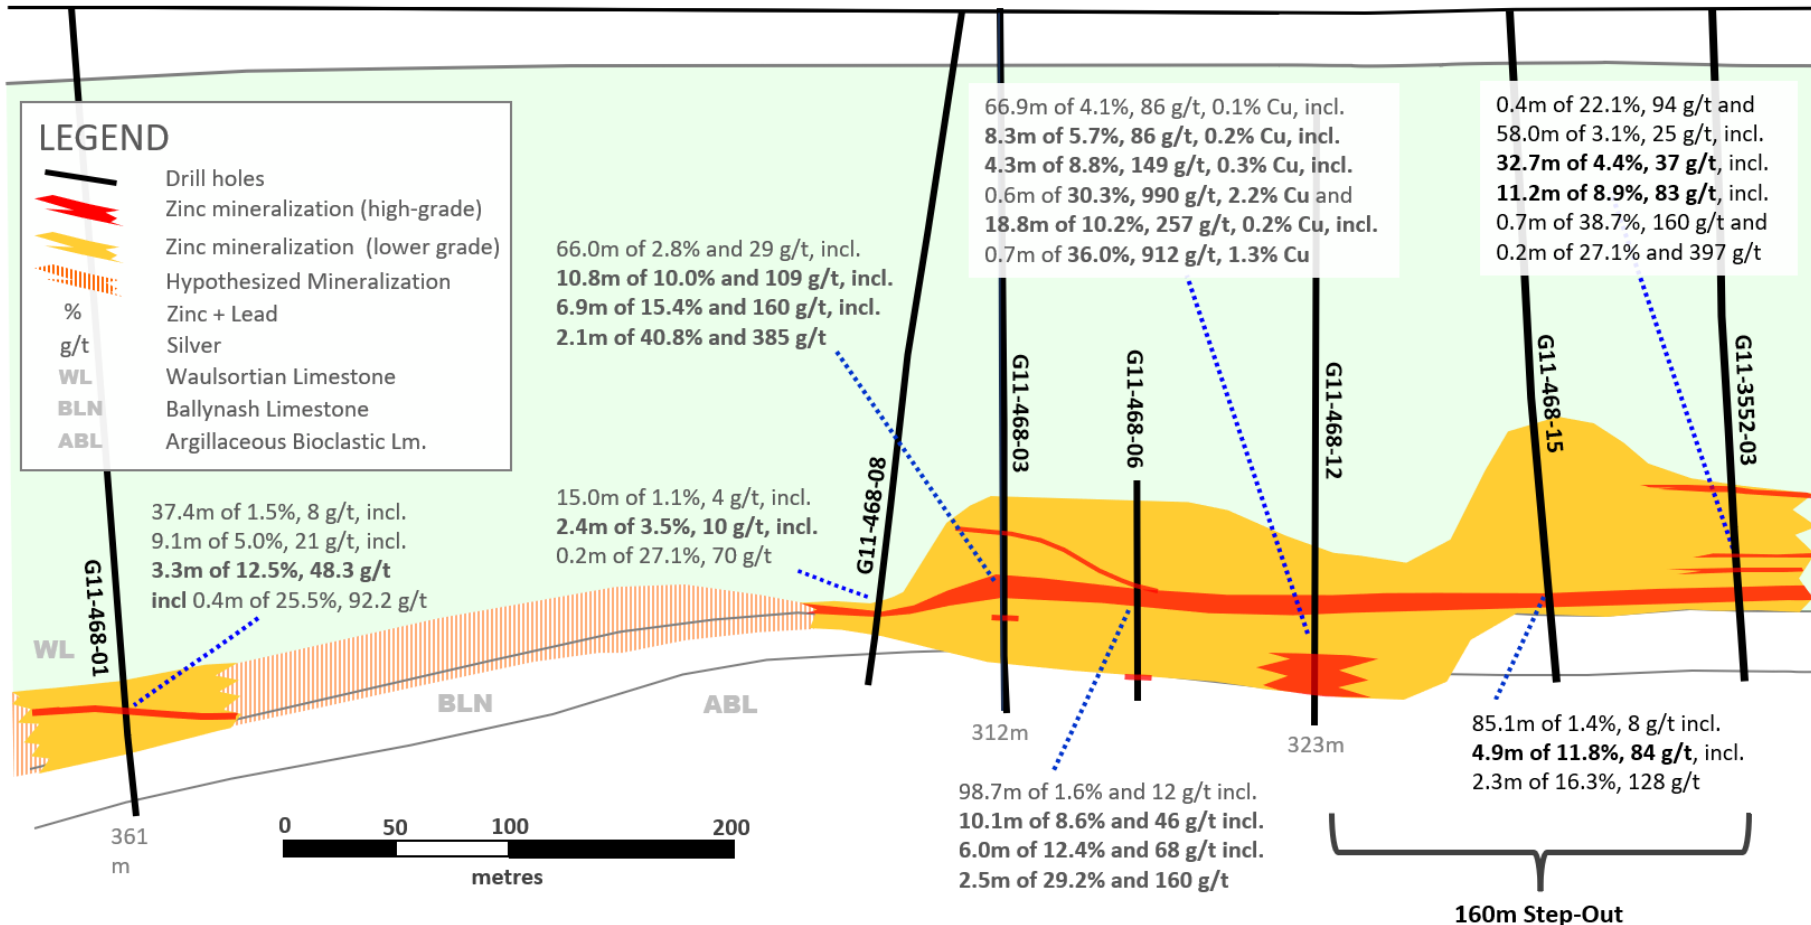 LEGEND
Drill holes
Zinc mineralization (high-grade)
Zinc mineralization (lower grade)
Hypothesized Mineralization
% Zinc + Lead
g/t Silver
WL Waulsortian Limestone
BLN Ballynash Limestone
ABL Argillaceous Bioclastic Lm.
66.0m of 2.8% and 29 g/t, incl.
10.8m of 10.0% and 109 g/t, incl.
6.9m of 15.4% and 160 g/t, incl.
2.1m of 40.8% and 385 g/t
66.9m of 4.1%, 86 g/t, 0.1% Cu, incl.
8.3m of 5.7%, 86 g/t, 0.2% Cu, incl.
4.3m of 8.8%, 149 g/t, 0.3% Cu, incl.
0.6m of 30.3%, 990 g/t, 2.2% Cu and
18.8m of 10.2%, 257 g/t, 0.2% Cu, incl.
0.7m of 36.0%, 912 g/t, 1.3% Cu
0.4m of 22.1%, 94 g/t and
58.0m of 3.1%, 25 g/t, incl.
32.7m of 4.4%, 37 g/t, incl.
11.2m of 8.9%, 83 g/t, incl.
0.7m of 38.7%, 160 g/t and
0.2m of 27.1% and 397 g/t
37.4m of 1.5%, 8 g/t, incl.
9.1m of 5.0%, 21 g/t, incl.
3.3m of 12.5%, 48.3 g/t
incl 0.4m of 25.5%, 92.2 g/t
15.0m of 1.1%, 4 g/t, incl.
2.4m of 3.5%, 10 g/t, incl.
0.2m of 27.1%, 70 g/t
G11-468-01
G11-468-08
G11-468-03
G11-468-06
G11-468-12
G11-468-15
G11-3552-03
WL
BLN
ABL
312m
323m
361
m
0 50 100 200
metres
98.7m of 1.6% and 12 g/t incl.
10.1m of 8.6% and 46 g/t incl.
6.0m of 12.4% and 68 g/t incl.
2.5m of 29.2% and 160 g/t
85.1m of 1.4%, 8 g/t incl.
4.9m of 11.8%, 84 g/t, incl.
2.3m of 16.3%, 128 g/t
160m Step-Out